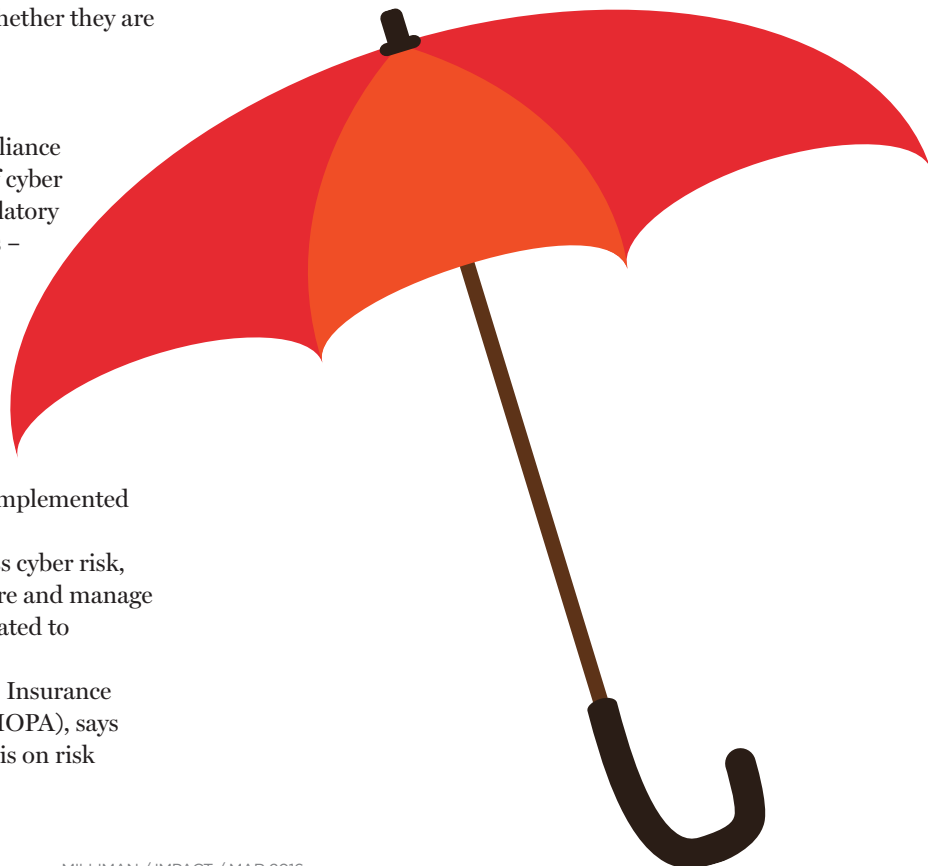 hether they are
liance
cyber
latory
–
mplemented
s cyber risk,
re and manage
ated to
Insurance
IOPA), says
is on risk